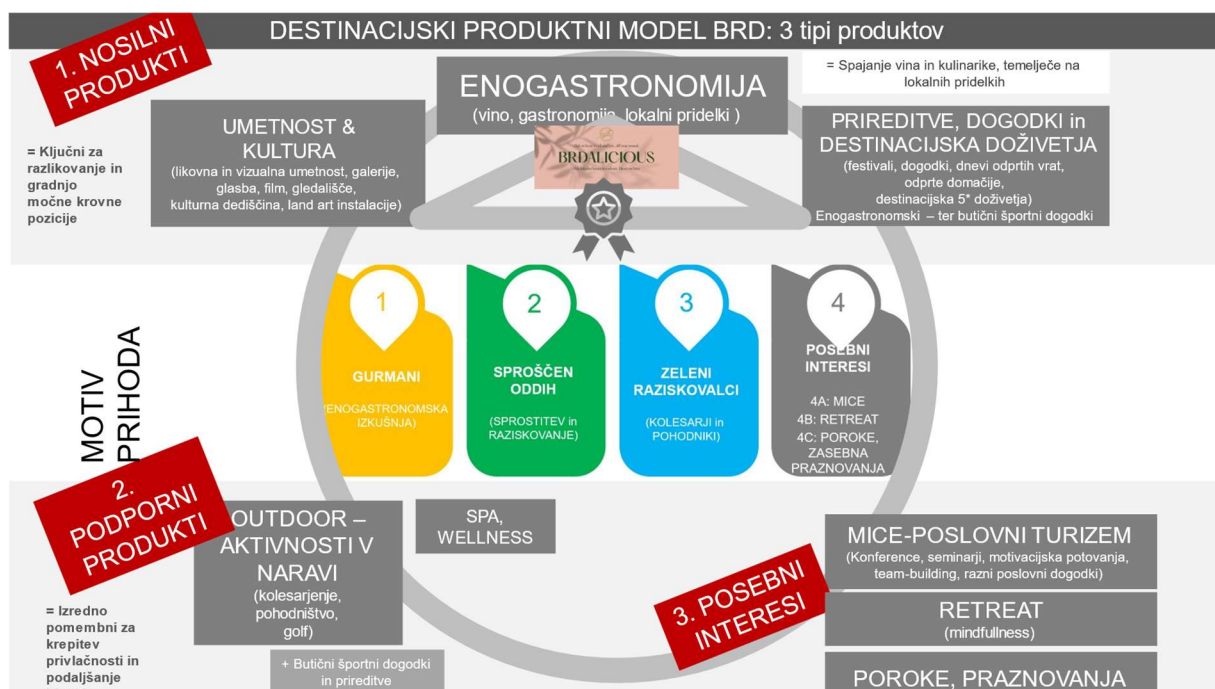 DESTINACIJSKI PRODUKTNI MODEL BRD: 3 tipi produktov
1. NOSILNI
PRODUKTI
= Ključni za
razlikovanje in
gradnjo
močne krovne
pozicije
UMETNOST &
KULTURA
(likovna in vizualna umetnost, galerije,
glasba, film, gledališče,
kulturna dediščina, land art instalacije)
ENOGASTRONOMIJA
(vino, gastronomija, lokalni pridelki )
BRDALICIOUS
= Spajanje vina in kulinarike, temelječe na
lokalnih pridelkih
PRIREDITVE, DOGODKI in
DESTINACIJSKA DOŽIVETJA
(festivali, dogodki, dnevi odprtih vrat,
odprte domačije,
destinacijska 5* doživetja)
Enogastronomski – ter butični športni dogodki
MOTIV
PRIHODA
1
GURMANI
(ENOGASTRONOMSKA
IZKUŠNJA)
2
SPROŠČEN
ODDIH
(SPROSTITEV in
RAZISKOVANJE)
3
ZELENI
RAZISKOVALCI
(KOLESARJI in
POHODNIKI)
4
POSEBNI
INTERESI
4A: MICE
4B: RETREAT
4C: POROKE,
ZASEBNA
PRAZNOVANJA
2.
PODPORNI
PRODUKTI
= Izredno
pomembni za
krepitev
privlačnosti in
podaljšanje
OUTDOOR –
AKTIVNOSTI V
NARAVI
(kolesarjenje,
pohodništvo,
golf)
+ Butični športni dogodki
in prireditve
SPA,
WELLNESS
3. POSEBNI
INTERESI
MICE-POSLOVNI TURIZEM
(Konference, seminarji, motivacijska potovanja,
team-building, razni poslovni dogodki)
RETREAT
(mindfullness)
POROKE, PRAZNOVANJA